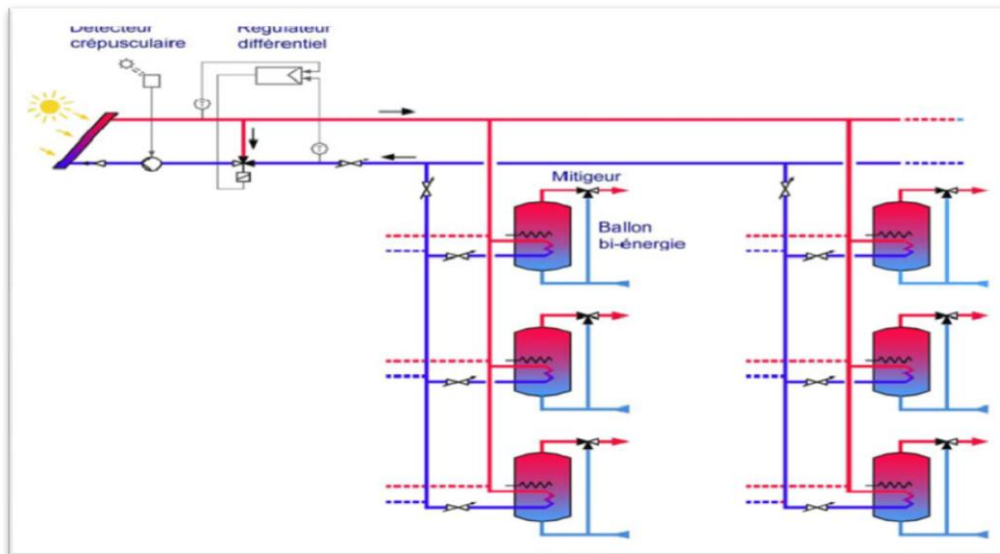 Détecteur
crépusculaire
Régulateur
différentiel
Mitigeur
Ballon
bi-énergie